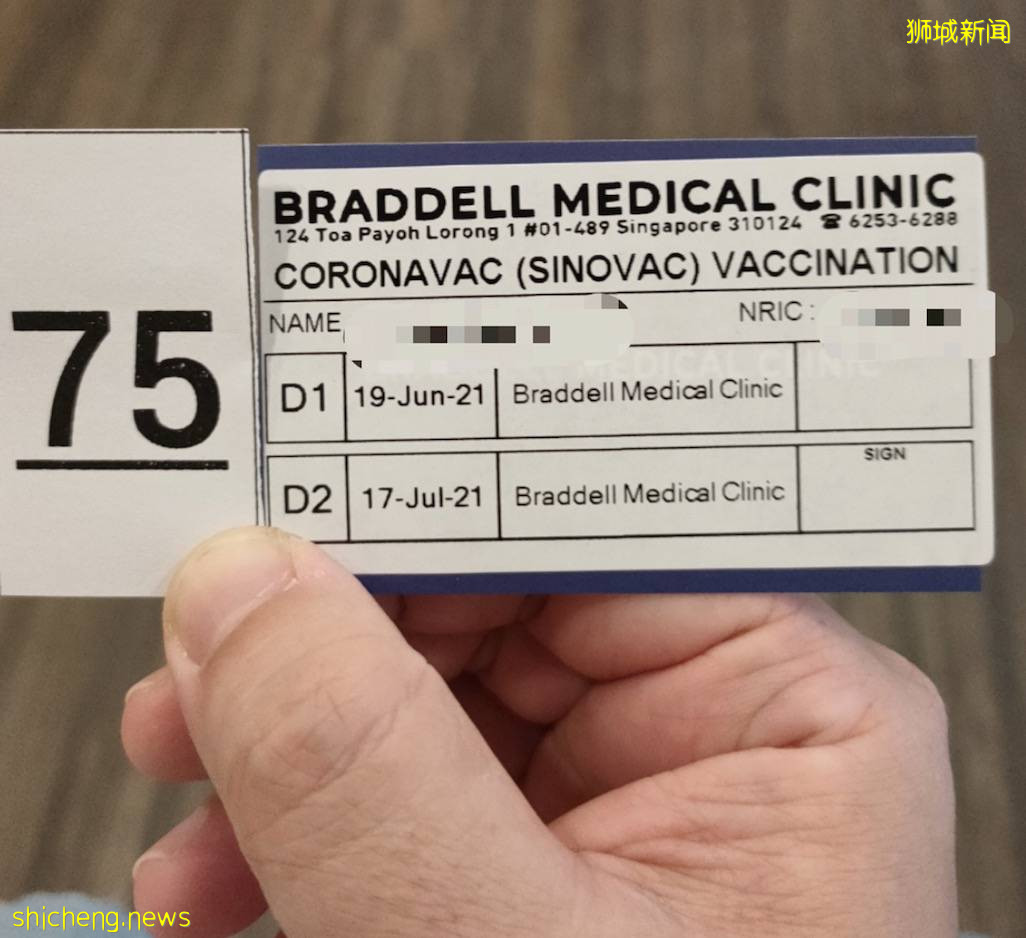 狮城新闻
BRADDELL MEDICAL CLINIC
124 Toa Payoh Lorong 1 #01-489 Singapore 310124 ☎ 6253-6288
CORONAVAC (SINOVAC) VACCINATION
NAME NRIC :
MEDICAL CLINIC
D1 19-Jun-21 Braddell Medical Clinic
75
SIGN
D2 17-Jul-21 Braddell Medical Clinic
shicheng.news